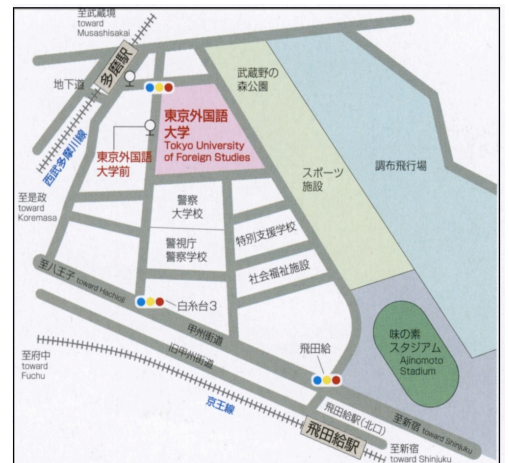 至武蔵境
toward
Musashisakai
多磨駅
地下道
武蔵野の
森公園
東京外国語
大学
Tokyo University
of Foreign Studies
東京外国語
大学前
西武多摩川線
スポーツ
施設
調布飛行場
至是政
toward
Koremasa
警察
大学校
特別支援学校
警視庁
警察学校
社会福祉施設
至八王子 toward Hachioji
白糸台3
甲州街道
旧甲州街道
飛田給
味の素
スタジアム
Ajinomoto
Stadium
至府中
toward
Fuchu
京王線
飛田給駅(北口)
飛田給駅
至新宿 toward Shinjuku
至新宿
toward Shinjuku